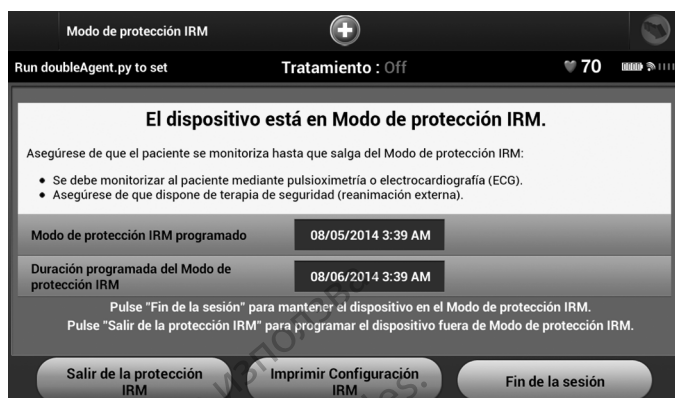 Modo de protección IRM
Run doubleAgent.py to set
Tratamiento : Off
70
El dispositivo está en Modo de protección IRM.
Asegúrese de que el paciente se monitoriza hasta que salga del Modo de protección IRM:
• Se debe monitorizar al paciente mediante pulsioximetría o electrocardiografía (ECG).
• Asegúrese de que dispone de terapia de seguridad (reanimación externa).
Modo de protección IRM programado
08/05/2014 3:39 AM
Duración programada del Modo de
protección IRM
08/06/2014 3:39 AM
Pulse "Fin de la sesión" para mantener el dispositivo en el Modo de protección IRM.
Pulse "Salir de la protección IRM" para programar el dispositivo fuera de Modo de protección IRM.
Salir de la protección
IRM
Imprimir Configuración
IRM
Fin de la sesión